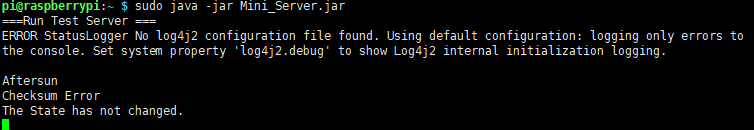 pi@raspberrypi:~ $ sudo java -jar Mini_Server.jar
===Run Test Server ===
ERROR StatusLogger No log4j2 configuration file found. Using default configuration: logging only errors to
the console. Set system property 'log4j2.debug' to show Log4j2 internal initialization logging.
Aftersun
Checksum Error
The State has not changed.